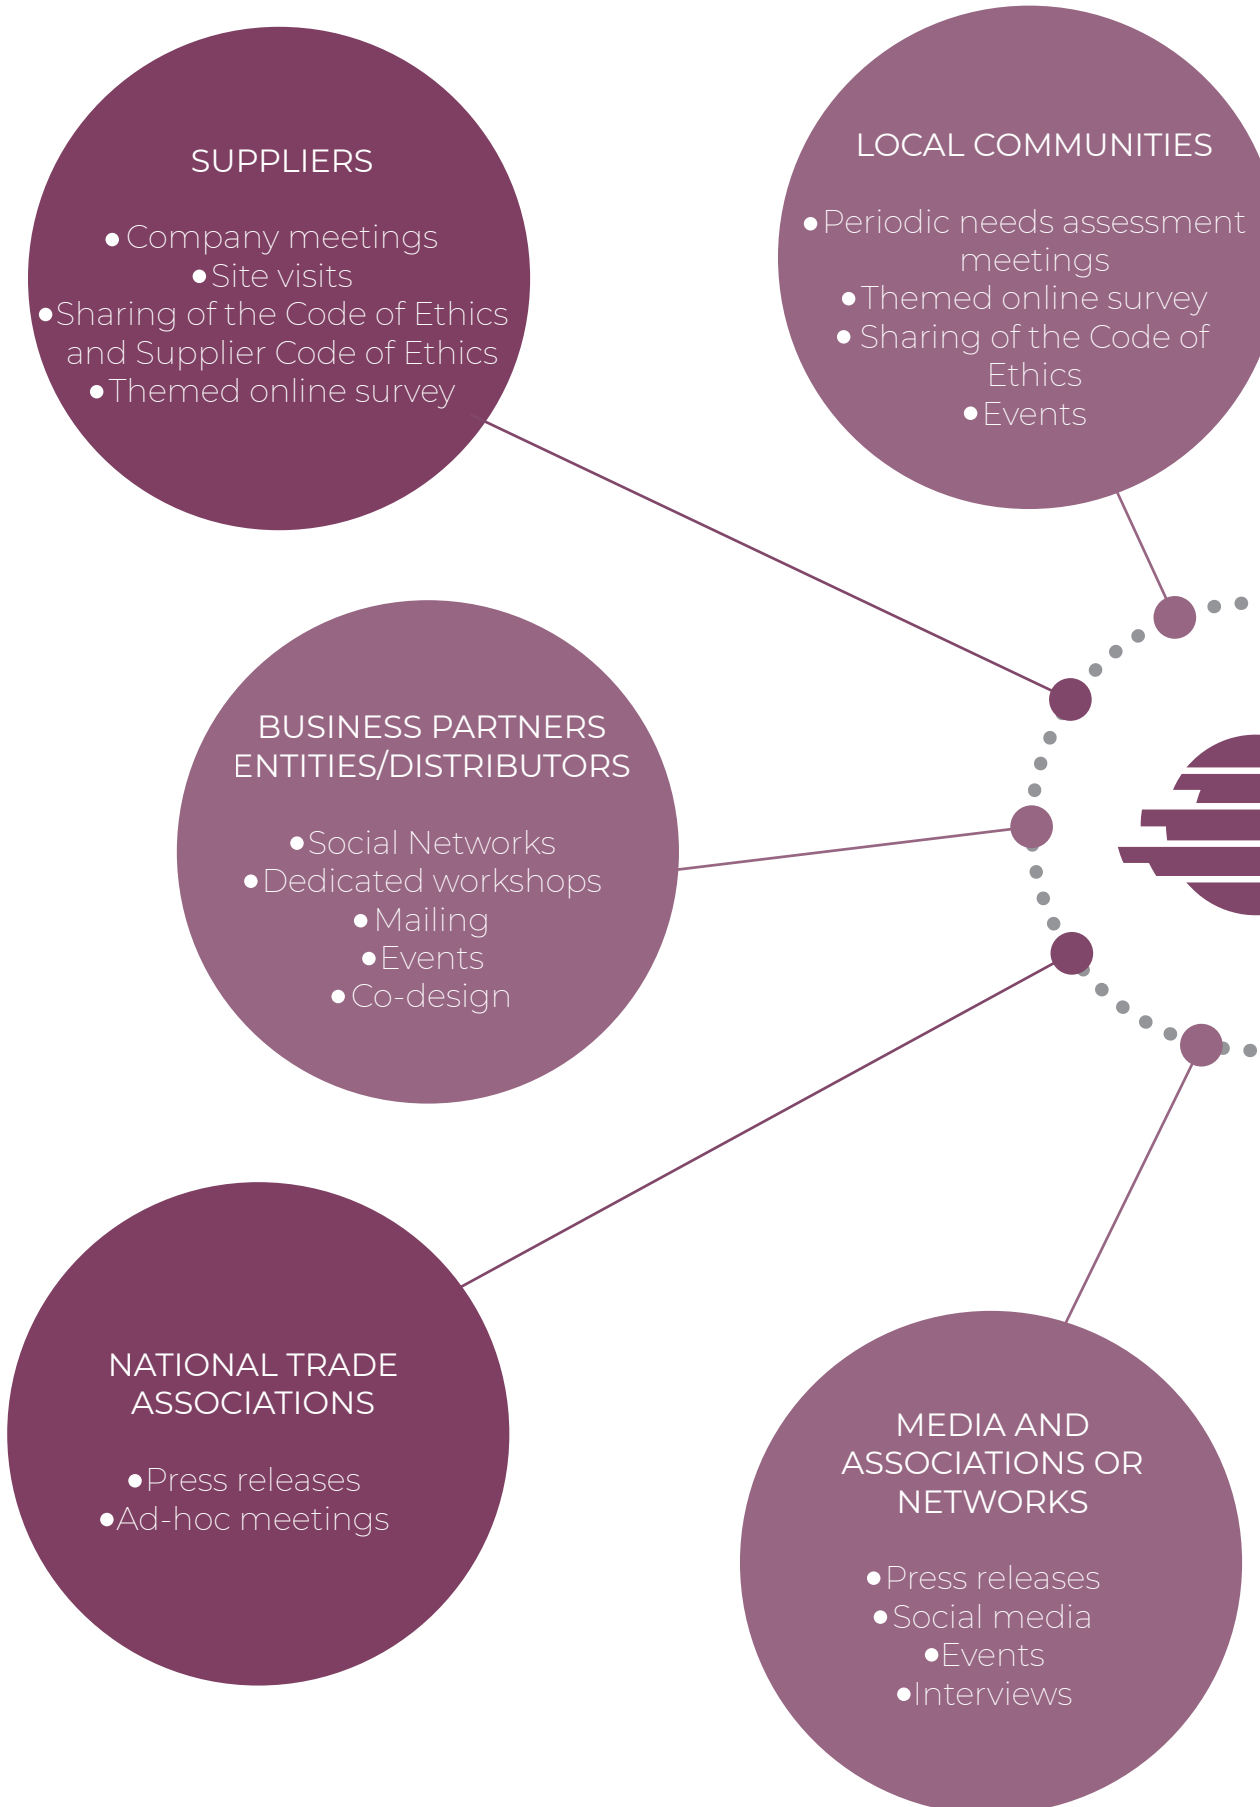 SUPPLIERS
• Company meetings
• Site visits
• Sharing of the Code of Ethics
and Supplier Code of Ethics
• Themed online survey
LOCAL COMMUNITIES
• Periodic needs assessment
meetings
• Themed online survey
• Sharing of the Code of
Ethics
• Events
BUSINESS PARTNERS
ENTITIES/DISTRIBUTORS
• Social Networks
• Dedicated workshops
• Mailing
• Events
• Co-design
NATIONAL TRADE
ASSOCIATIONS
• Press releases
• Ad-hoc meetings
MEDIA AND
ASSOCIATIONS OR
NETWORKS
• Press releases
• Social media
• Events
• Interviews